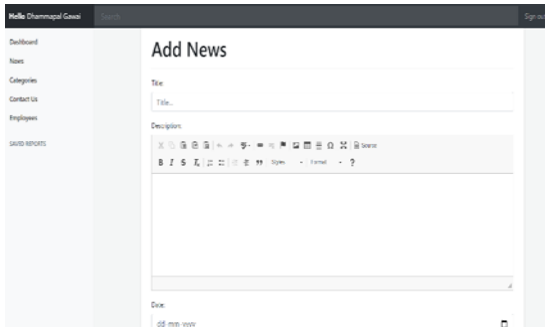 Hello Dhammapal Gawai
Search
Sign out
Dashboard
News
Categories
Contact Us
Employees
SAVED REPORTS
Add News
Title:
Title...
Description:
Source
B I S Ix
Styles
Format
?
Date:
dd-mm-yyyy